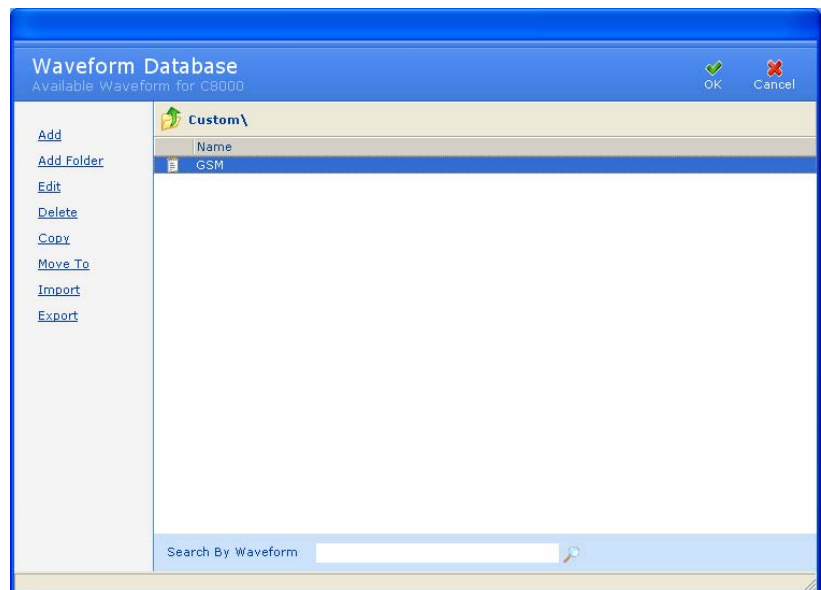 Waveform Database
Available Waveform for C8000
OK
Cancel
Add
Add Folder
Edit
Delete
Copy
Move To
Import
Export
Custom\
Name
GSM
Search By Waveform